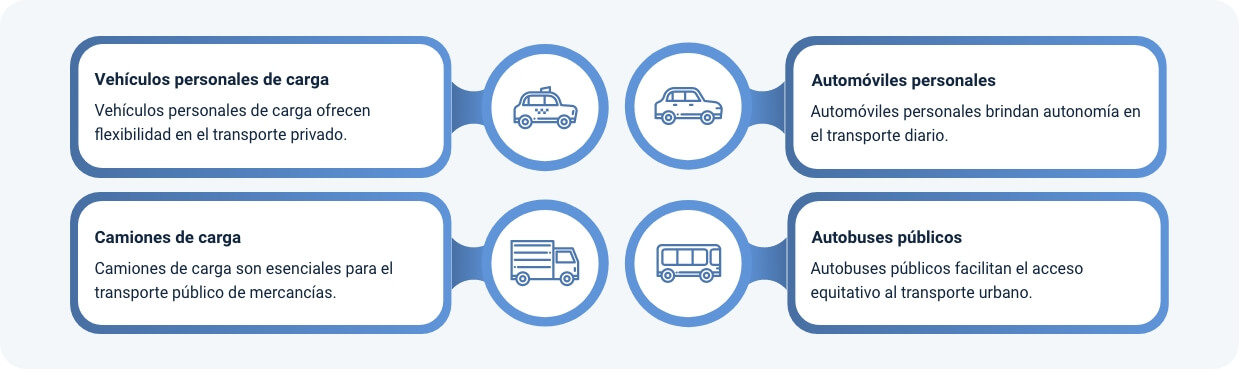 Vehículos personales de carga
Vehículos personales de carga ofrecen
flexibilidad en el transporte privado.
Automóviles personales
Automóviles personales brindan autonomía en
el transporte diario.
Camiones de carga
Camiones de carga son esenciales para el
transporte público de mercancías.
Autobuses públicos
Autobuses públicos facilitan el acceso
equitativo al transporte urbano.